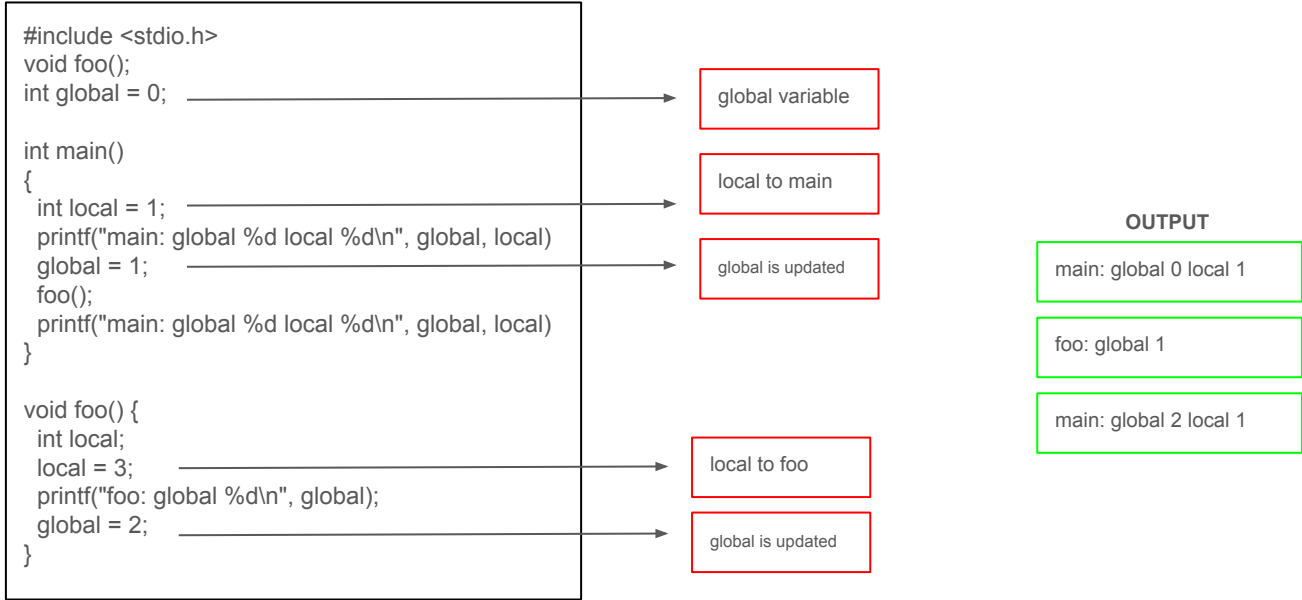 #include <stdio.h>
void foo();
int global = 0;
int main()
{
int local = 1;
printf("main: global %d local %d\n", global, local)
global = 1;
foo();
printf("main: global %d local %d\n", global, local)
}
void foo() {
int local;
local = 3;
printf("foo: global %d\n", global);
global = 2;
}
global variable
local to main
global is updated
local to foo
global is updated
OUTPUT
main: global 0 local 1
foo: global 1
main: global 2 local 1